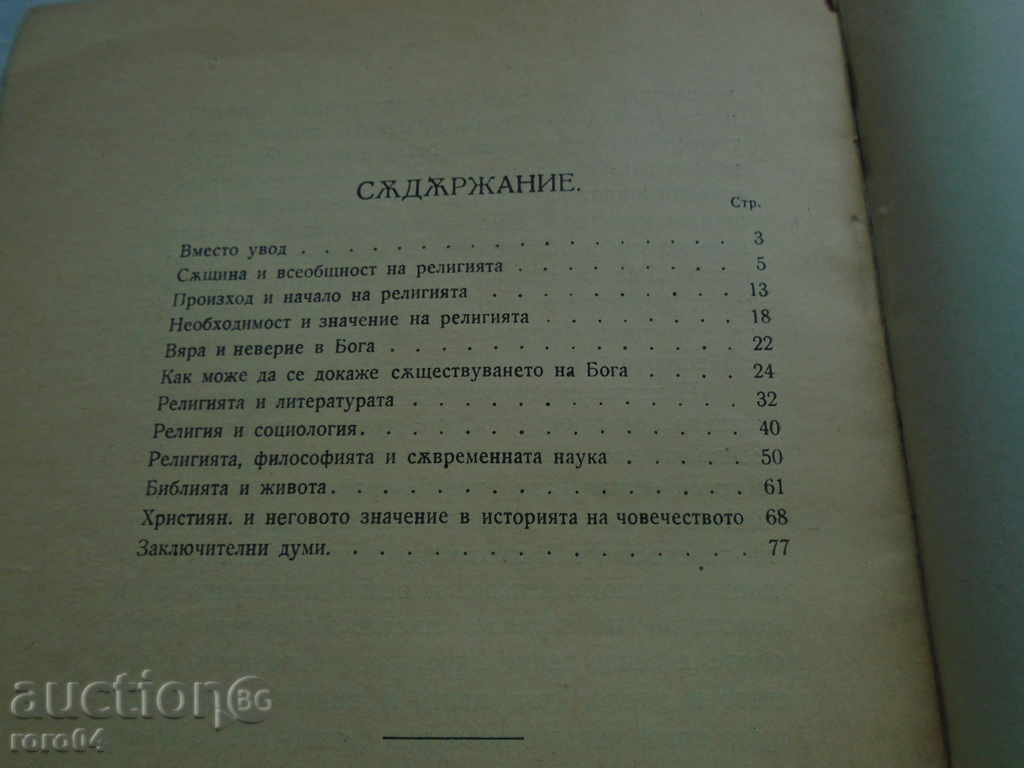 СѪДѪРЖАНИЕ.
Стр.
Вместо увод . . . . . . . . . . . . . . . . . 3
Сѫщина и всеобщност на религията . . . . . . . . . 5
Произход и начало на религията . . . . . . . . . . 13
Необходимост и значение на религията . . . . . . . . 18
Вяра и неверие в Бога . . . . . . . . . . . . . . 22
Как може да се докаже сѫществуването на Бога . . . . 24
Религията и литературата . . . . . . . . . . . . . 32
Религия и социология. . . . . . . . . . . . . . . 40
Религията, философията и сѫвременната наука . . . . . 50
Библията и живота. . . . . . . . . . . . . . . . 61
Християн. и неговото значение в историята на човечеството 68
Заключителни думи. . . . . . . . . . . . . . . . 77
auctionBG
roro04